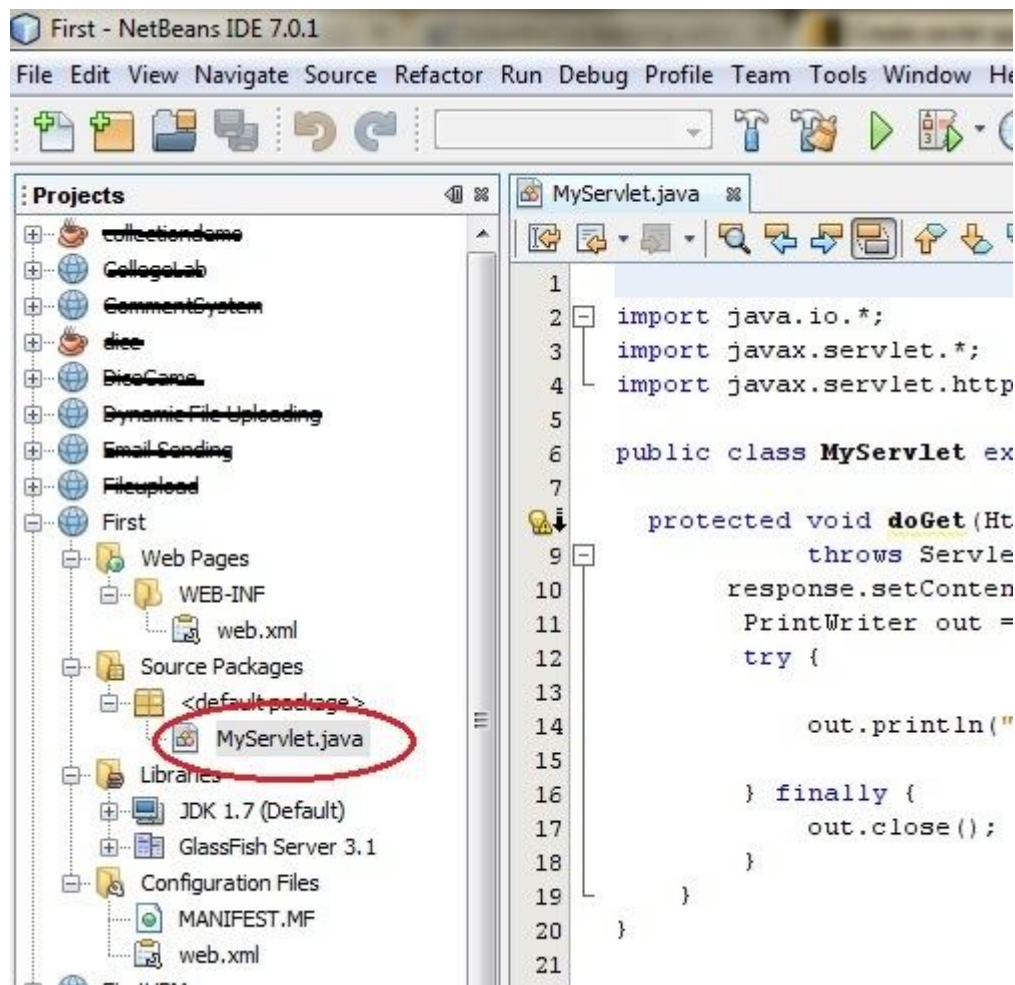 First - NetBeans IDE 7.0.1
File Edit View Navigate Source Refactor Run Debug Profile Team Tools Window He
Projects
MyServlet.java
collectiondemo
CollegeLab
CommentSystem
dice
DiceGame
Dynamic File Uploading
Email Sending
Fileupload
First
Web Pages
WEB-INF
web.xml
Source Packages
<default package>
MyServlet.java
Libraries
JDK 1.7 (Default)
GlassFish Server 3.1
Configuration Files
MANIFEST.MF
web.xml
1
2 import java.io.*;
3 import javax.servlet.*;
4 import javax.servlet.http
5
6 public class MyServlet ex
7
protected void doGet(Ht
9 throws Servle
10 response.setConten
11 PrintWriter out =
12 try {
13
14 out.println("
15
16 } finally {
17 out.close();
18 }
19 }
20 }
21